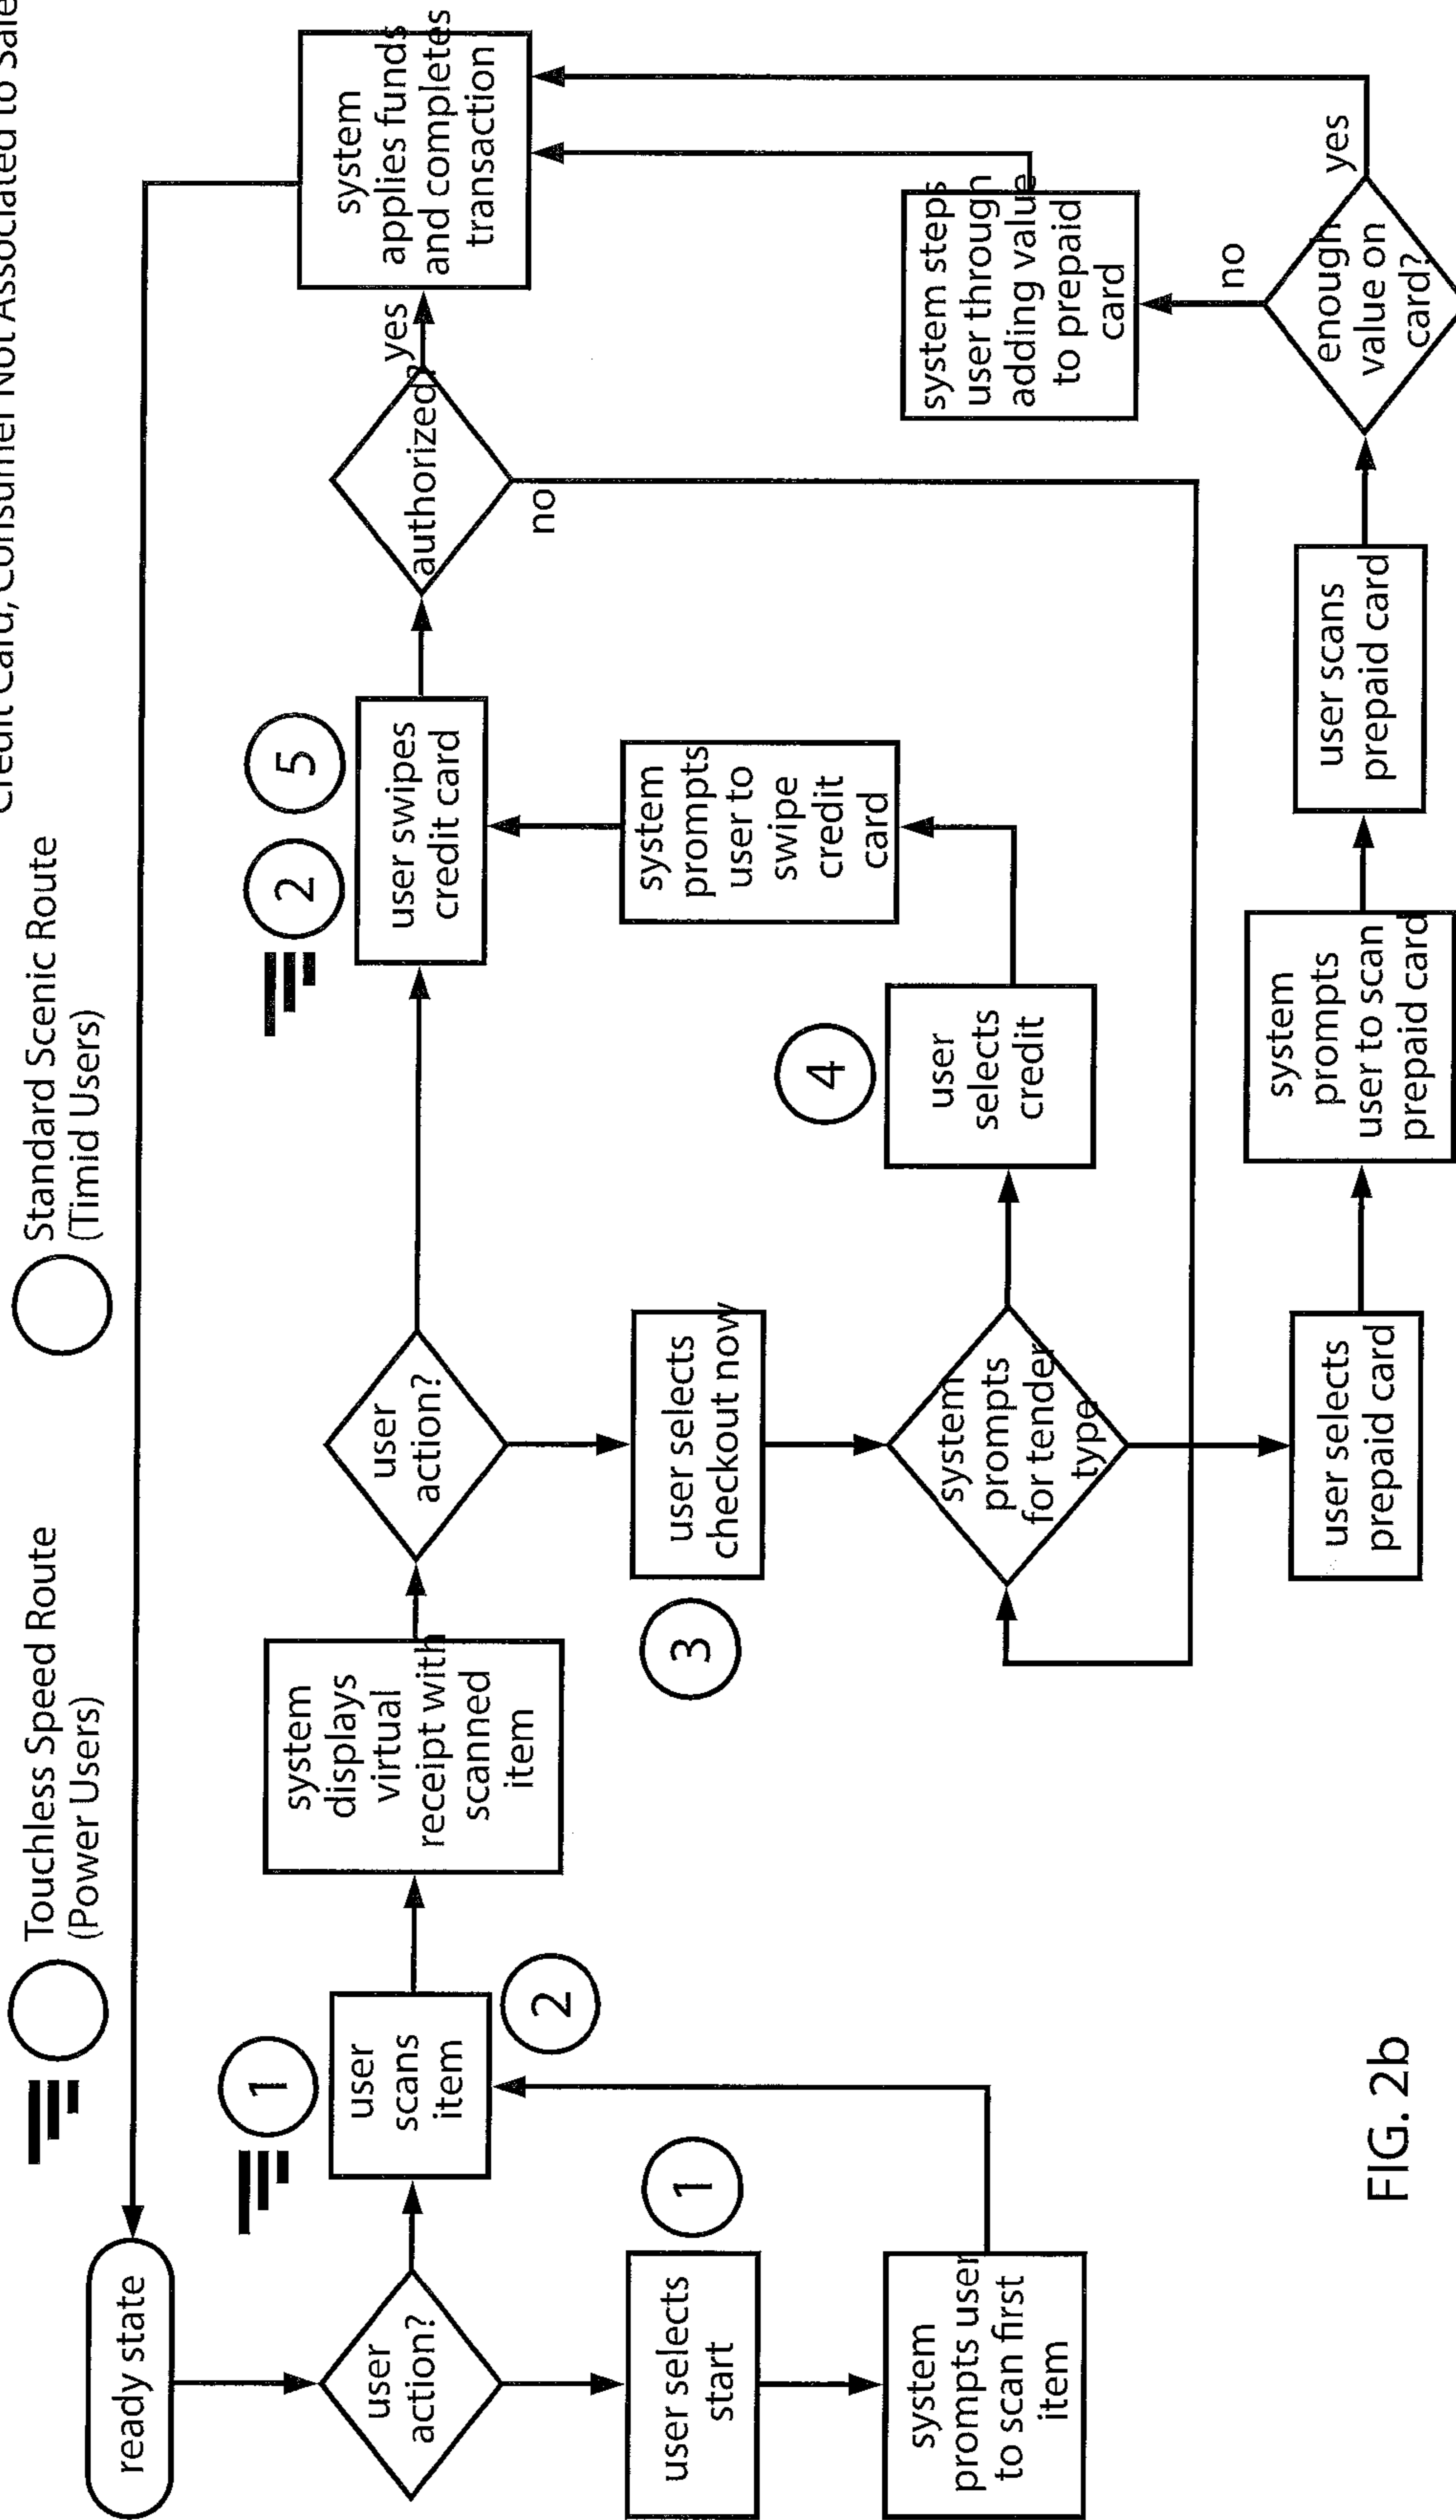 Credit Card, Consumer Not Associated to Sale
Touchless Speed Route
(Power Users)
Standard Scenic Route
(Timid Users)
ready state
user
action?
1
user
scans
item
2
user selects
start
1
system
prompts user
to scan first
item
system
displays
virtual
receipt with
scanned
item
user
action?
3
user selects
checkout now
system
prompts
for tender
type
4
user
selects
credit
system
prompts
user to
swipe
credit
card
2
5
user swipes
credit card
authorized?
yes
no
system
applies funds
and completes
transaction
user selects
prepaid card
system
prompts
user to scan
prepaid card
user scans
prepaid card
enough
value on
card?
yes
no
system steps
user through
adding value
to prepaid
card
FIG. 2b